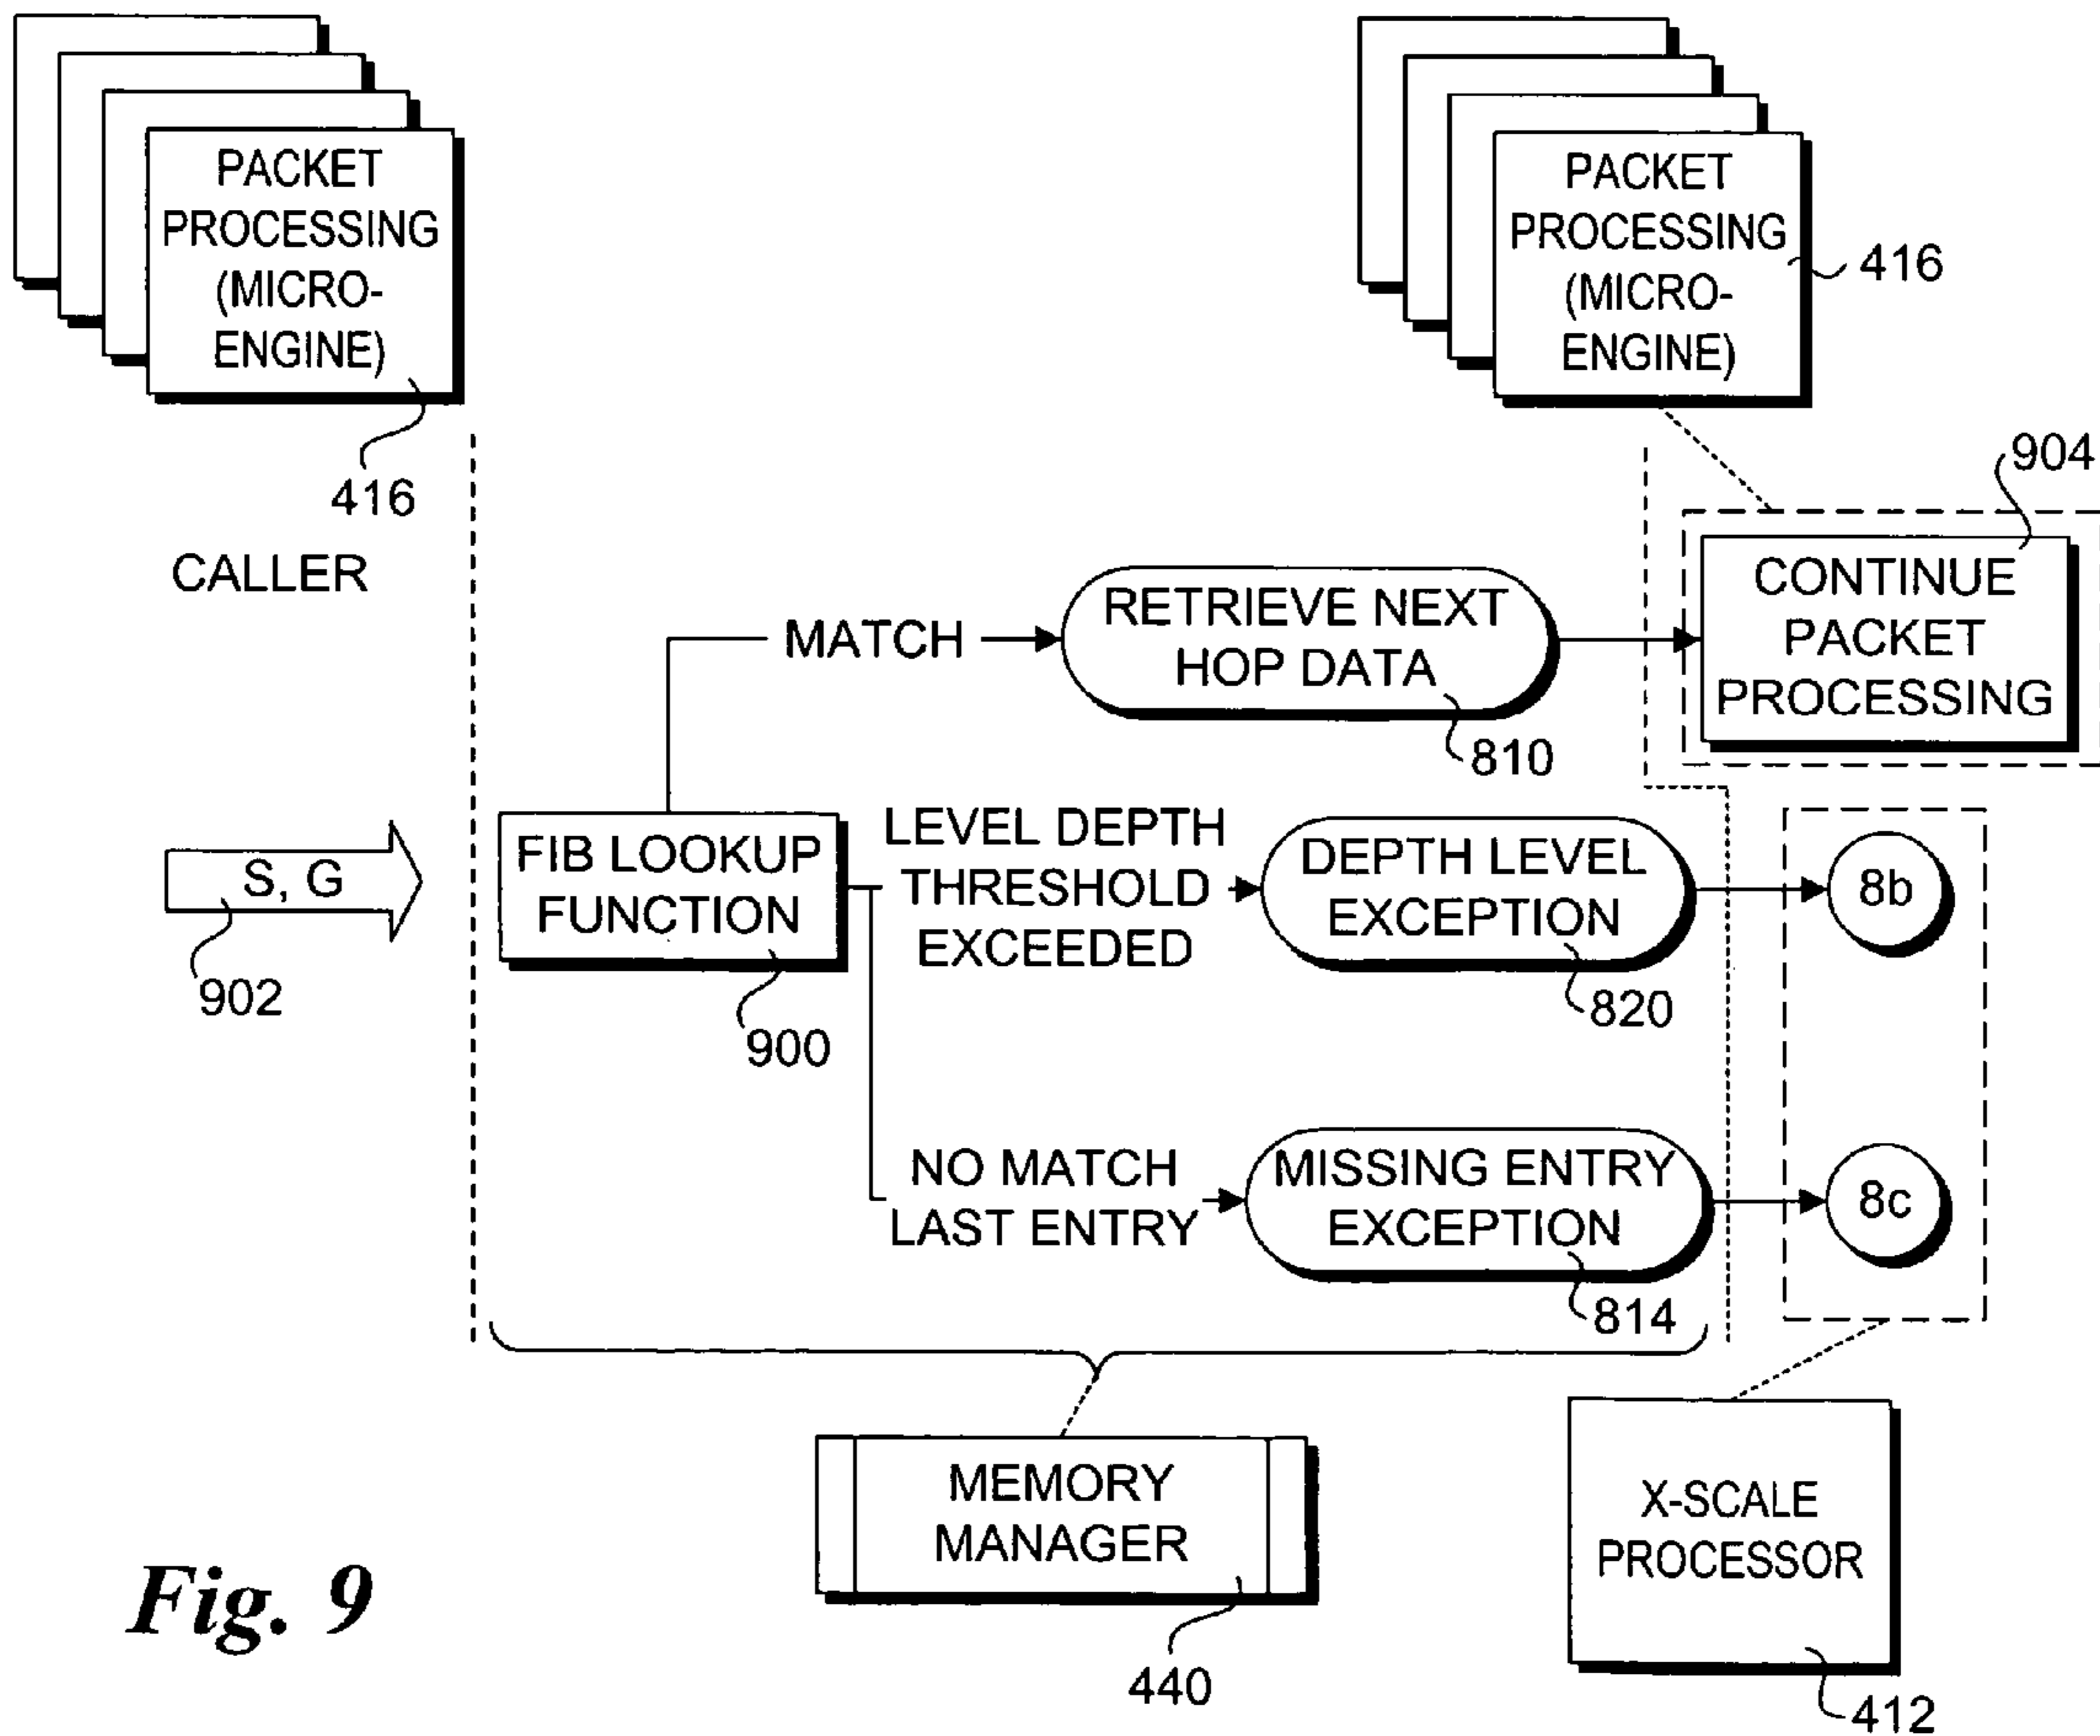 PACKET
PROCESSING
(MICRO-
ENGINE)
416
CALLER
PACKET
PROCESSING
(MICRO-
ENGINE)
416
904
CONTINUE
PACKET
PROCESSING
MATCH
RETRIEVE NEXT
HOP DATA
810
S, G
902
FIB LOOKUP
FUNCTION
900
LEVEL DEPTH
THRESHOLD
EXCEEDED
DEPTH LEVEL
EXCEPTION
820
8b
NO MATCH
LAST ENTRY
MISSING ENTRY
EXCEPTION
814
8c
MEMORY
MANAGER
440
X-SCALE
PROCESSOR
412
Fig. 9